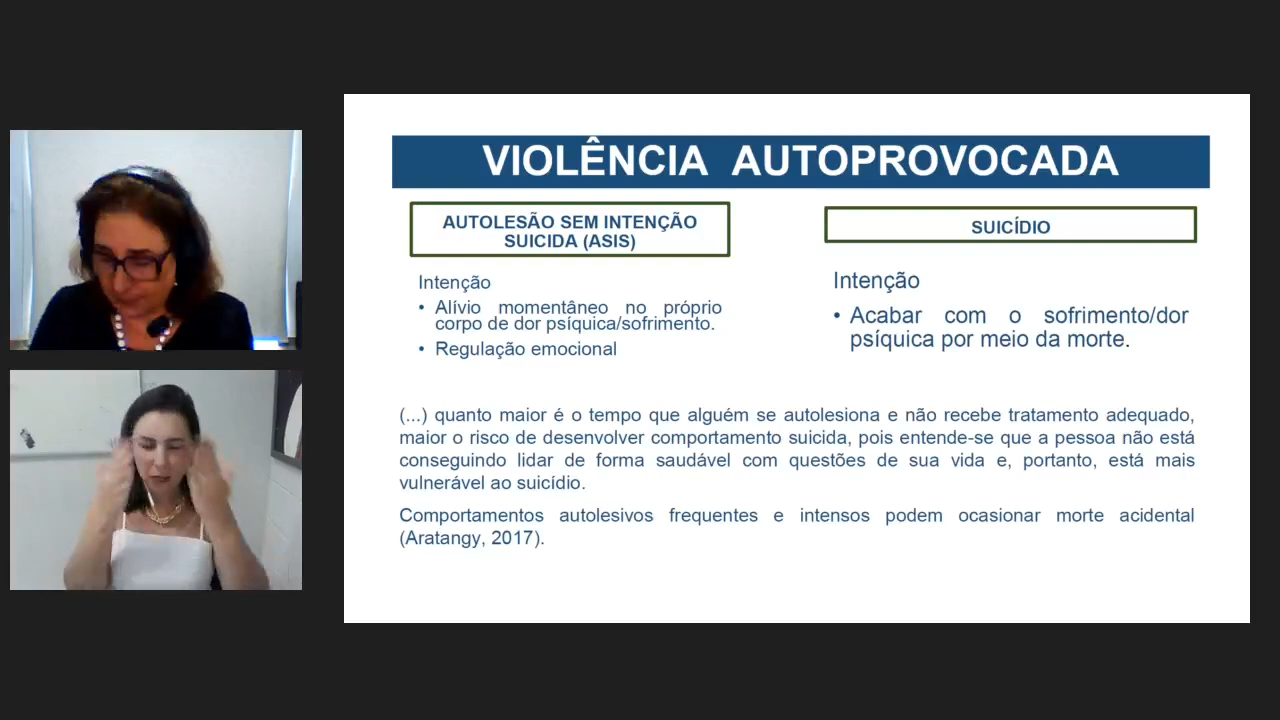 VIOLÊNCIA AUTOPROVOCADA
AUTOLESÃO SEM INTENÇÃO
SUICIDA (ASIS)
Intenção
• Alívio momentâneo no próprio
corpo de dor psíquica/sofrimento.
• Regulação emocional
SUICÍDIO
Intenção
• Acabar com o sofrimento/dor
psíquica por meio da morte.
(...) quanto maior é o tempo que alguém se autolesiona e não recebe tratamento adequado,
maior o risco de desenvolver comportamento suicida, pois entende-se que a pessoa não está
conseguindo lidar de forma saudável com questões de sua vida e, portanto, está mais
vulnerável ao suicídio.
Comportamentos autolesivos frequentes e intensos podem ocasionar morte acidental
(Aratangy, 2017).